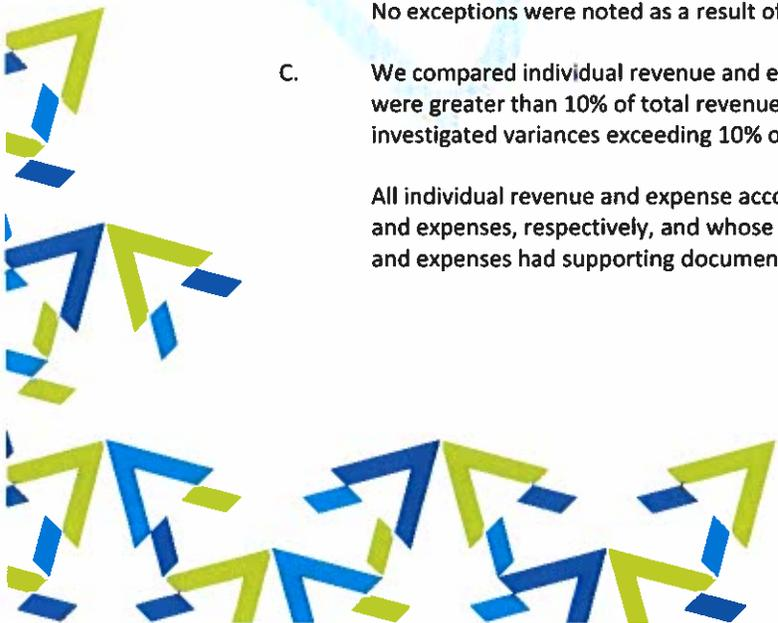 No exceptions were noted as a result of
C. We compared individual revenue and e
were greater than 10% of total revenue
investigated variances exceeding 10% o
All individual revenue and expense acco
and expenses, respectively, and whose
and expenses had supporting documen